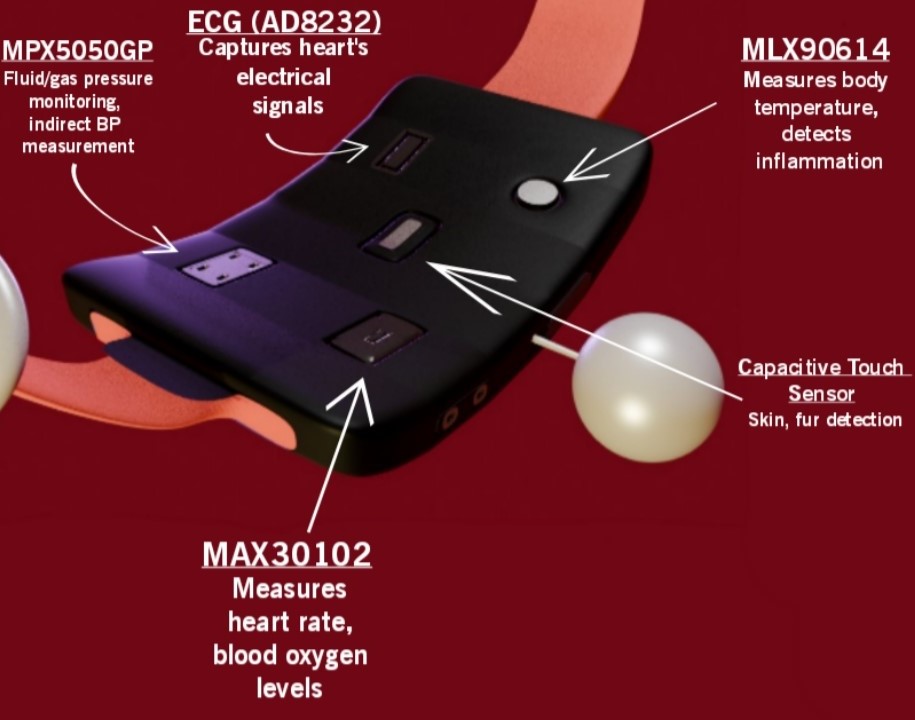 MPX5050GP
Fluid/gas pressure
monitoring,
indirect BP
measurement
ECG (AD8232)
Captures heart's
electrical
signals
MLX90614
Measures body
temperature,
detects
inflammation
Capacitive Touch
Sensor
Skin, fur detection
MAX30102
Measures
heart rate,
blood oxygen
levels